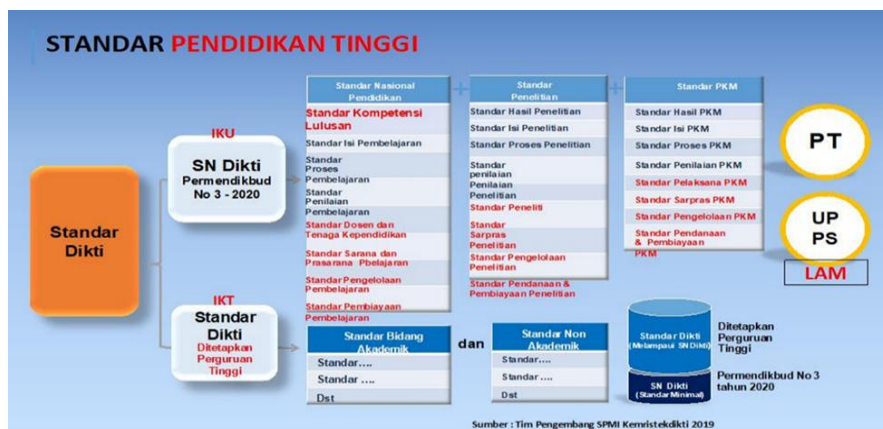 STANDAR PENDIDIKAN TINGGI
Standar
Dikti
IKU
SN Dikti
Permendikbud
No 3 - 2020
IKT
Standar
Dikti
Ditetapkan
Perguruan
Tinggi
Standar Nasional
Pendidikan
Standar Kompetensi
Lulusan
Standar Isi Pembelajaran
Standar
Proses
Pembelajaran
Standar
Penilaian
Pembelajaran
Standar Dosen dan
Tenaga Kependidikan
Standar Sarana dan
Prasarana Pbelajaran
Standar Pengelolaan
Pembelajaran
Standar Pembiayaan
Pembelajaran
+
Standar
Penelitian
Standar Hasil Penelitian
Standar Isi Penelitian
Standar Proses Penelitian
Standar
penilaian
Penilaian
Penelitian
Standar Peneliti
Standar
Sarpras
Penelitian
Standar Pengelolaan
Penelitian
Standar Pendanaan &
Pembiayaan Penelitian
+
Standar PKM
Standar Hasil PKM
Standar Isi PKM
Standar Proses PKM
Standar Penilaian PKM
Standar Pelaksana PKM
Standar Sarpras PKM
Standar Pengelolaan PKM
Standar Pendanaan
& Pembiayaan
PKM
PT
UP
PS
LAM
Standar Bidang
Akademik
Standar....
Standar ....
Dst
dan
Standar Non
Akademik
Standar....
Standar ....
Dst
Standar Dikti
(Melampaui SN Dikti)
SN Dikti
(Standar Minimal)
Ditetapkan
Perguruan
Tinggi
Permendikbud No 3
tahun 2020
Sumber : Tim Pengembang SPMI Kemristekdikti 2019